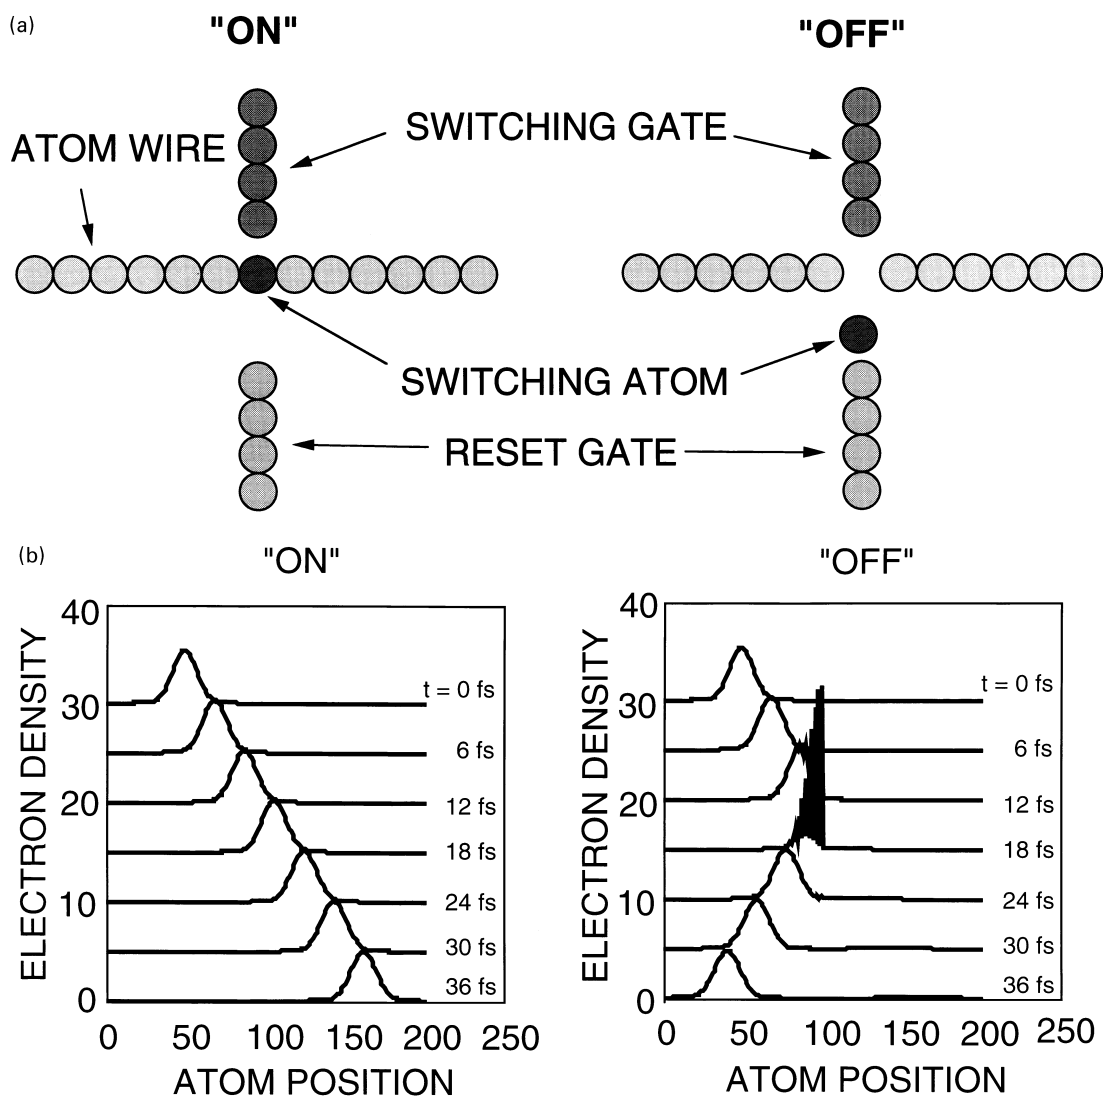 (a)
"ON"
"OFF"
ATOM WIRE
SWITCHING GATE
SWITCHING ATOM
RESET GATE
(b)
"ON"
ELECTRON DENSITY
40
30
20
10
0
t = 0 fs
6 fs
12 fs
18 fs
24 fs
30 fs
36 fs
0 50 100 150 200 250
ATOM POSITION
"OFF"
ELECTRON DENSITY
40
30
20
10
0
t = 0 fs
6 fs
12 fs
18 fs
24 fs
30 fs
36 fs
0 50 100 150 200 250
ATOM POSITION